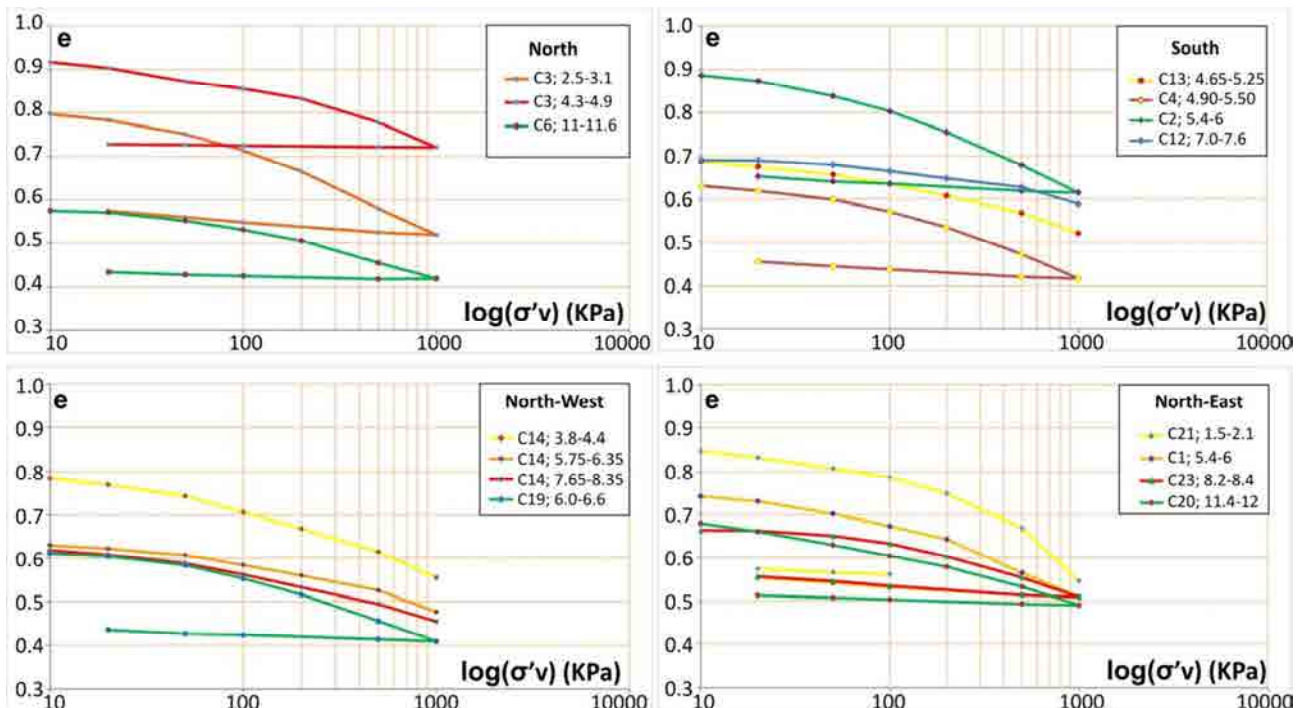 1.0
e
0.9
0.8
0.7
0.6
0.5
0.4
0.3
North
C3; 2.5-3.1
C3; 4.3-4.9
C6; 11-11.6
log(σ'v) (KPa)
10 100 1000 10000
1.0
e
0.9
0.8
0.7
0.6
0.5
0.4
0.3
South
C13; 4.65-5.25
C4; 4.90-5.50
C2; 5.4-6
C12; 7.0-7.6
log(σ'v) (KPa)
10 100 1000 10000
1.0
e
0.9
0.8
0.7
0.6
0.5
0.4
0.3
North-West
C14; 3.8-4.4
C14; 5.75-6.35
C14; 7.65-8.35
C19; 6.0-6.6
log(σ'v) (KPa)
10 100 1000 10000
1.0
e
0.9
0.8
0.7
0.6
0.5
0.4
0.3
North-East
C21; 1.5-2.1
C1; 5.4-6
C23; 8.2-8.4
C20; 11.4-12
log(σ'v) (KPa)
10 100 1000 10000